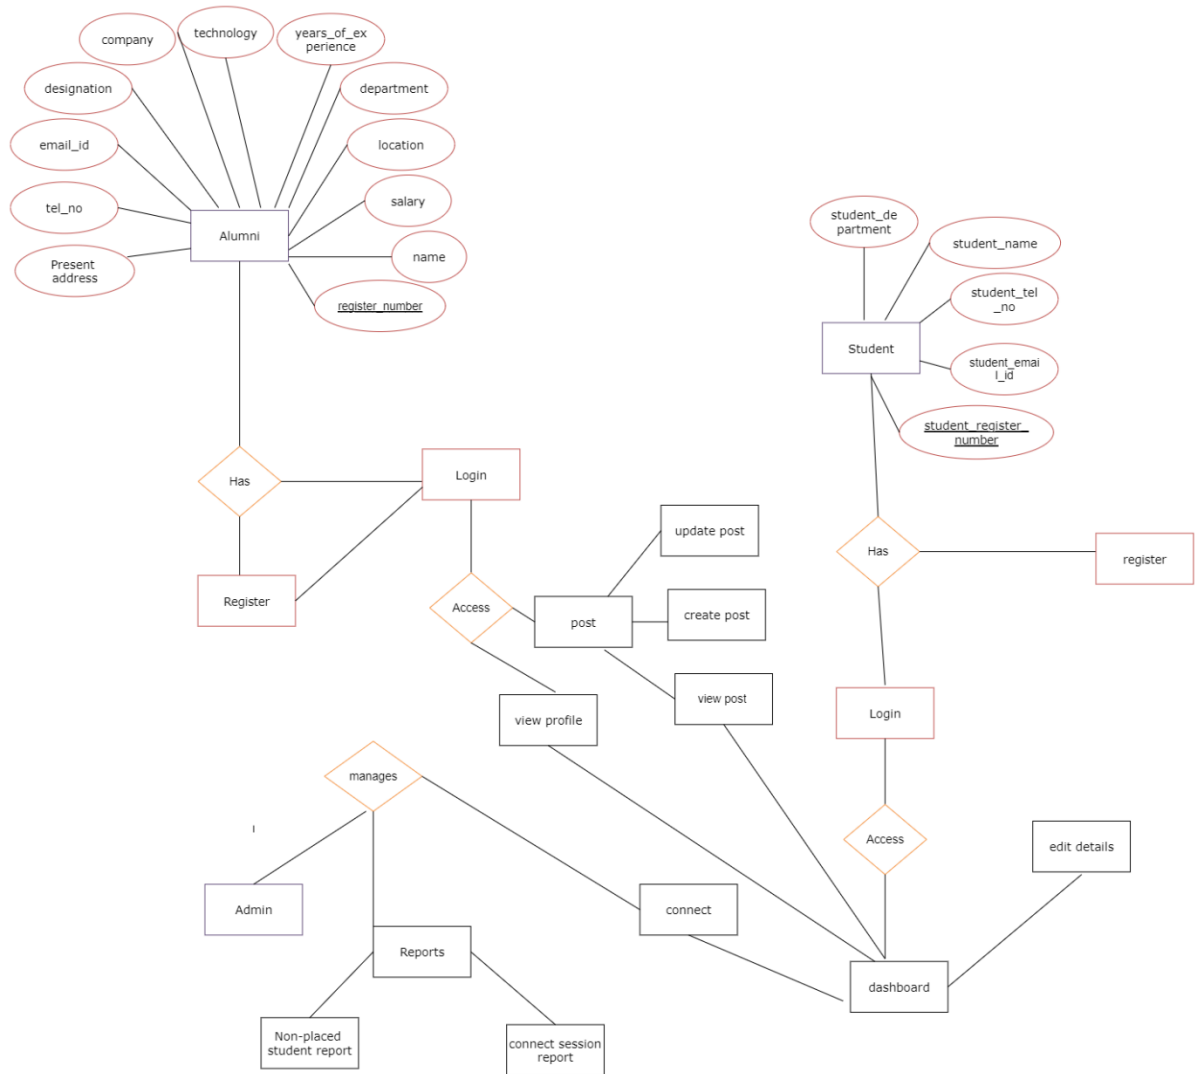 company
technology
years_of_ex
perience
designation
department
email_id
location
tel_no
salary
Alumni
Present
address
name
register_number
student_de
partment
student_name
student_tel
_no
Student
student_emai
l_id
student_register_
number
Has
Login
Register
update post
Access
post
create post
Has
register
view post
view profile
Login
manages
Access
edit details
Admin
connect
Reports
dashboard
Non-placed
student report
connect session
report